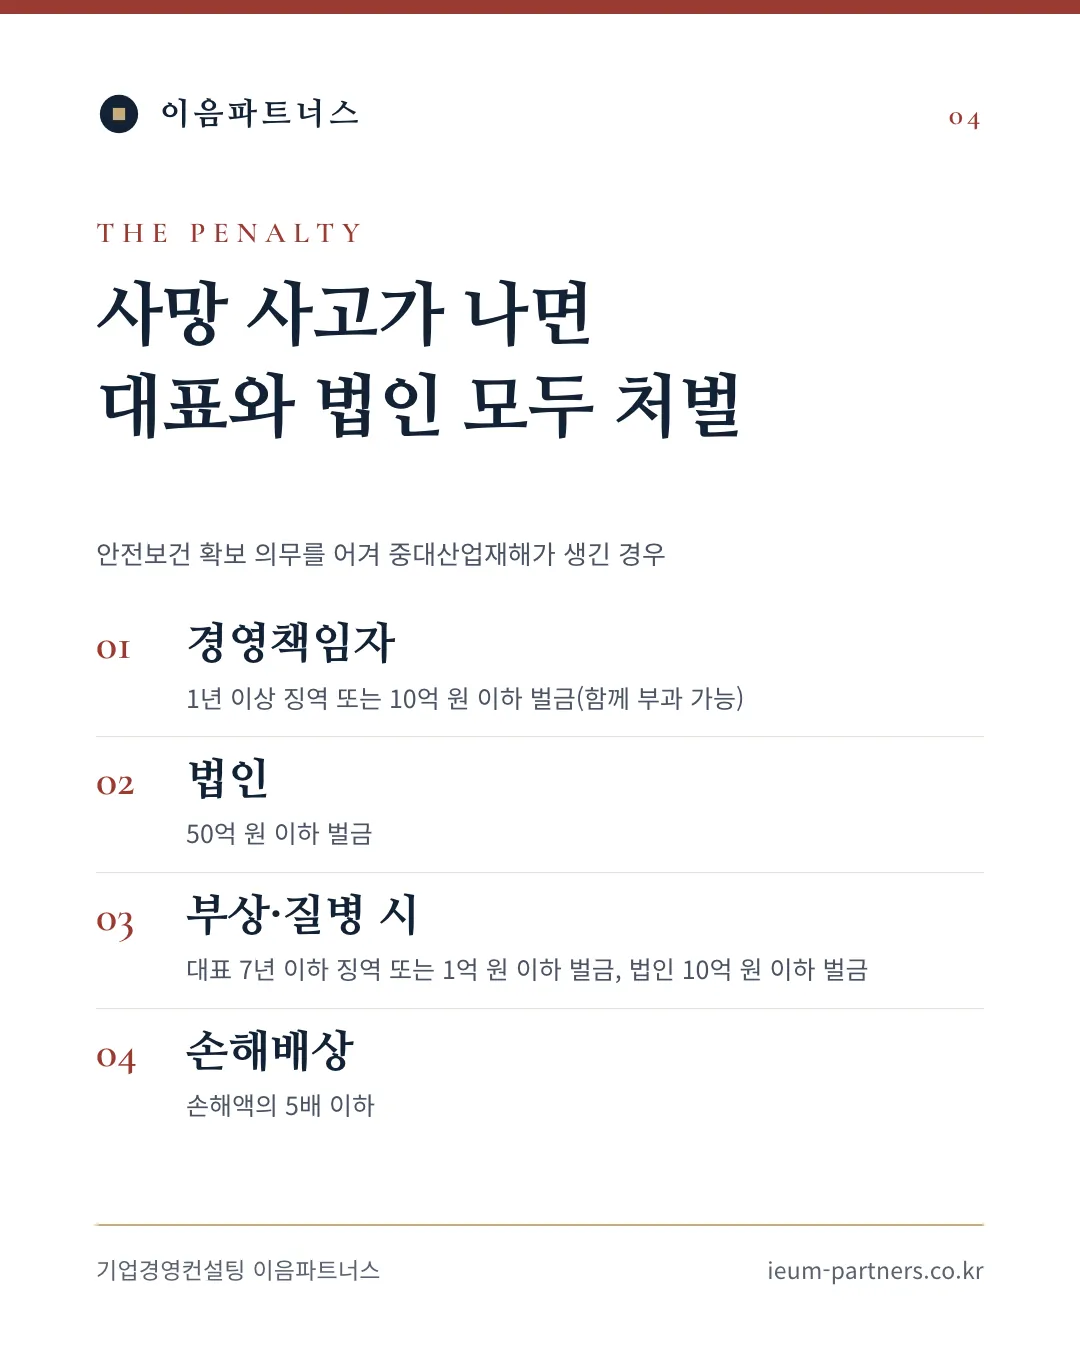 이음파트너스
04
THE PENALTY
사망 사고가 나면
대표와 법인 모두 처벌
안전보건 확보 의무를 어겨 중대산업재해가 생긴 경우
01
경영책임자
1년 이상 징역 또는 10억 원 이하 벌금(함께 부과 가능)
02
법인
50억 원 이하 벌금
03
부상·질병 시
대표 7년 이하 징역 또는 1억 원 이하 벌금, 법인 10억 원 이하 벌금
04
손해배상
손해액의 5배 이하
기업경영컨설팅 이음파트너스
ieum-partners.co.kr